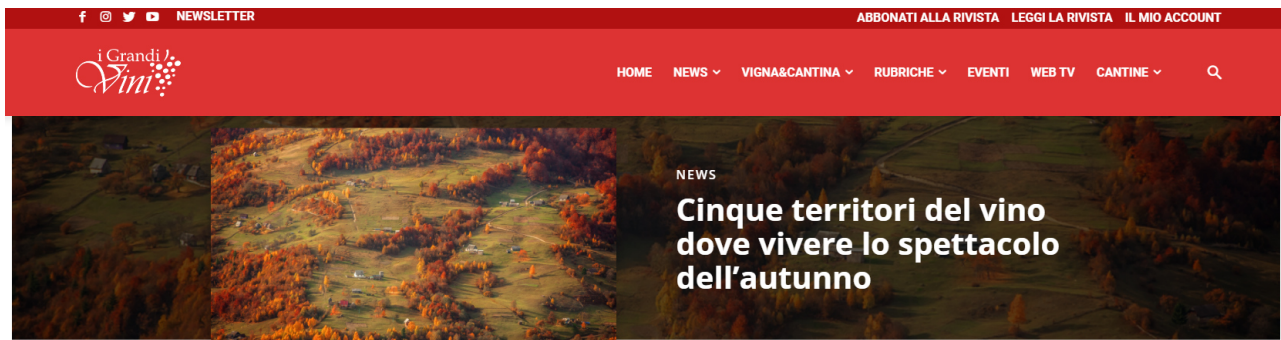 NEWSLETTER
ABBONATI ALLA RIVISTA LEGGI LA RIVISTA IL MIO ACCOUNT
i Grandi
Vini
HOME NEWS VIGNA&CANTINA RUBRICHE EVENTI WEB TV CANTINE
NEWS
Cinque territori del vino
dove vivere lo spettacolo
dell’autunno